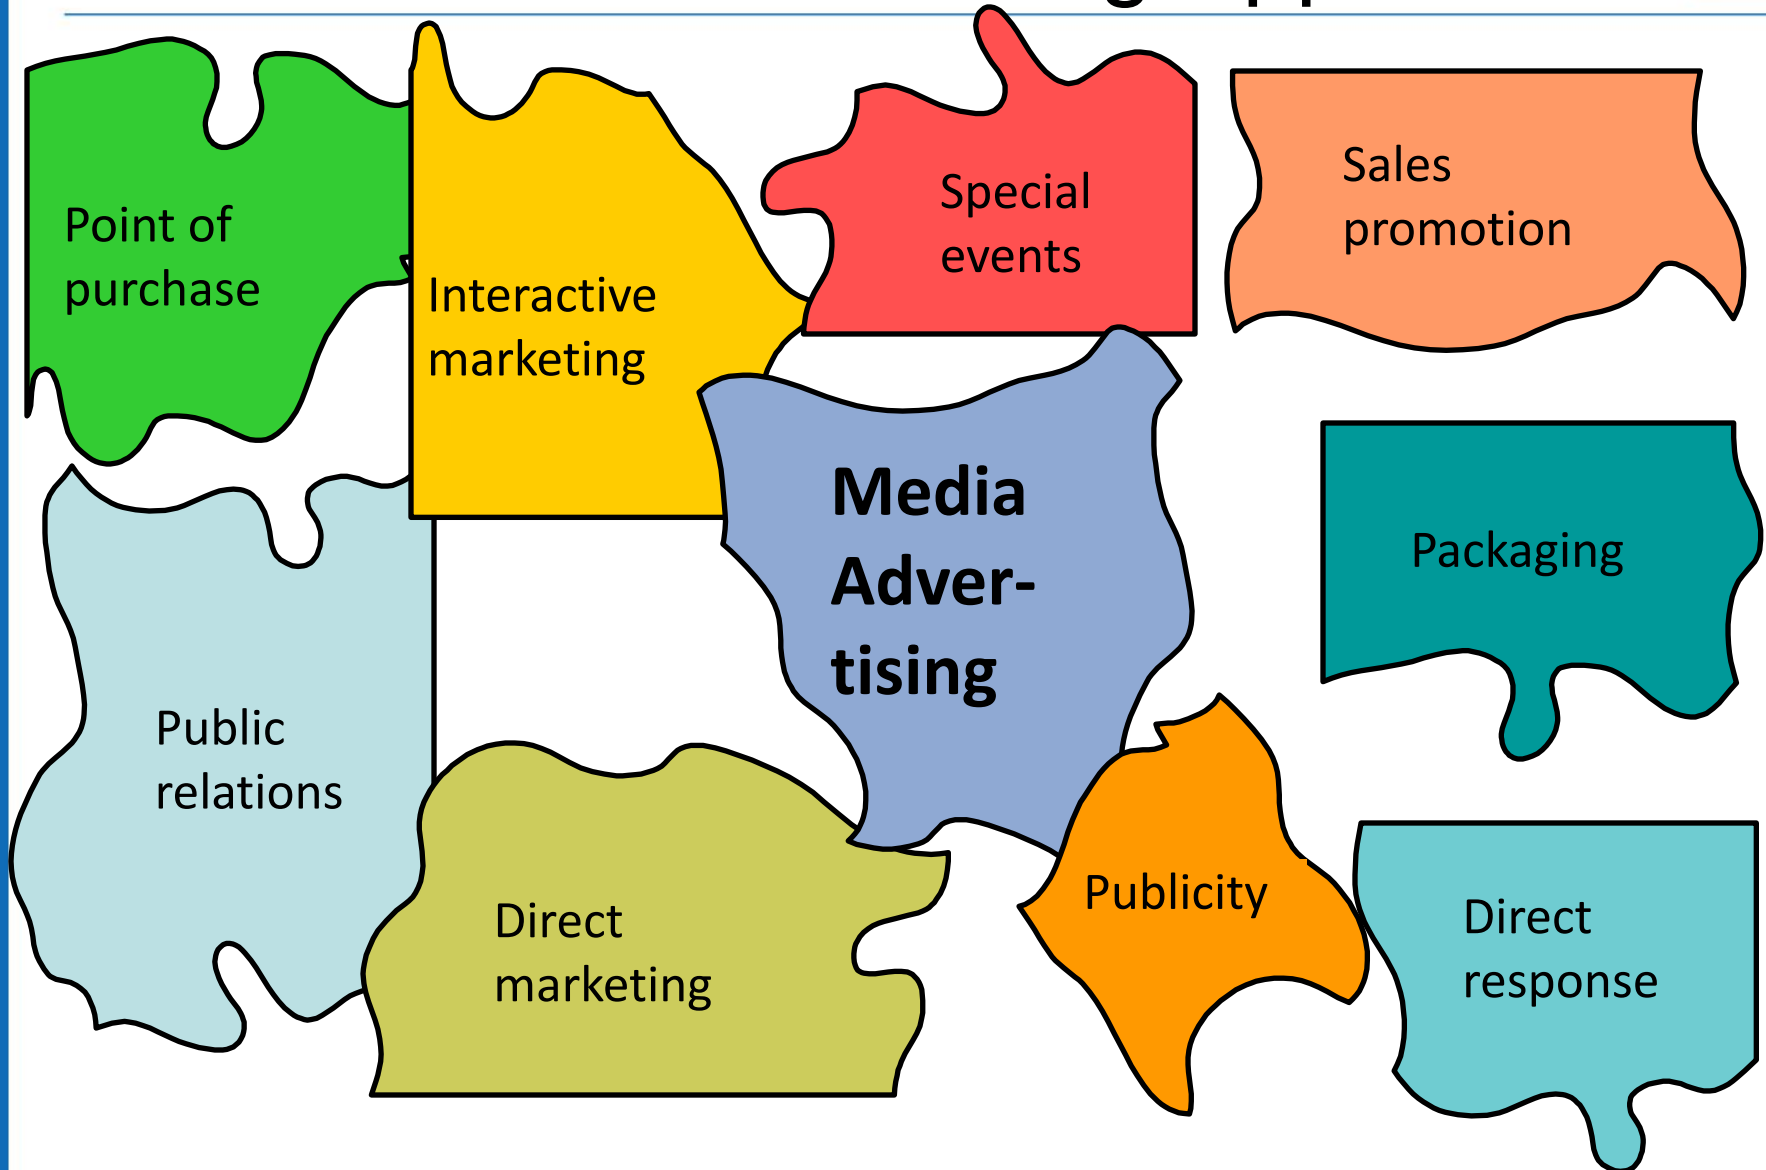 Point of
purchase
Interactive
marketing
Special
events
Sales
promotion
Media
Adver-
tising
Packaging
Public
relations
Direct
marketing
Publicity
Direct
response